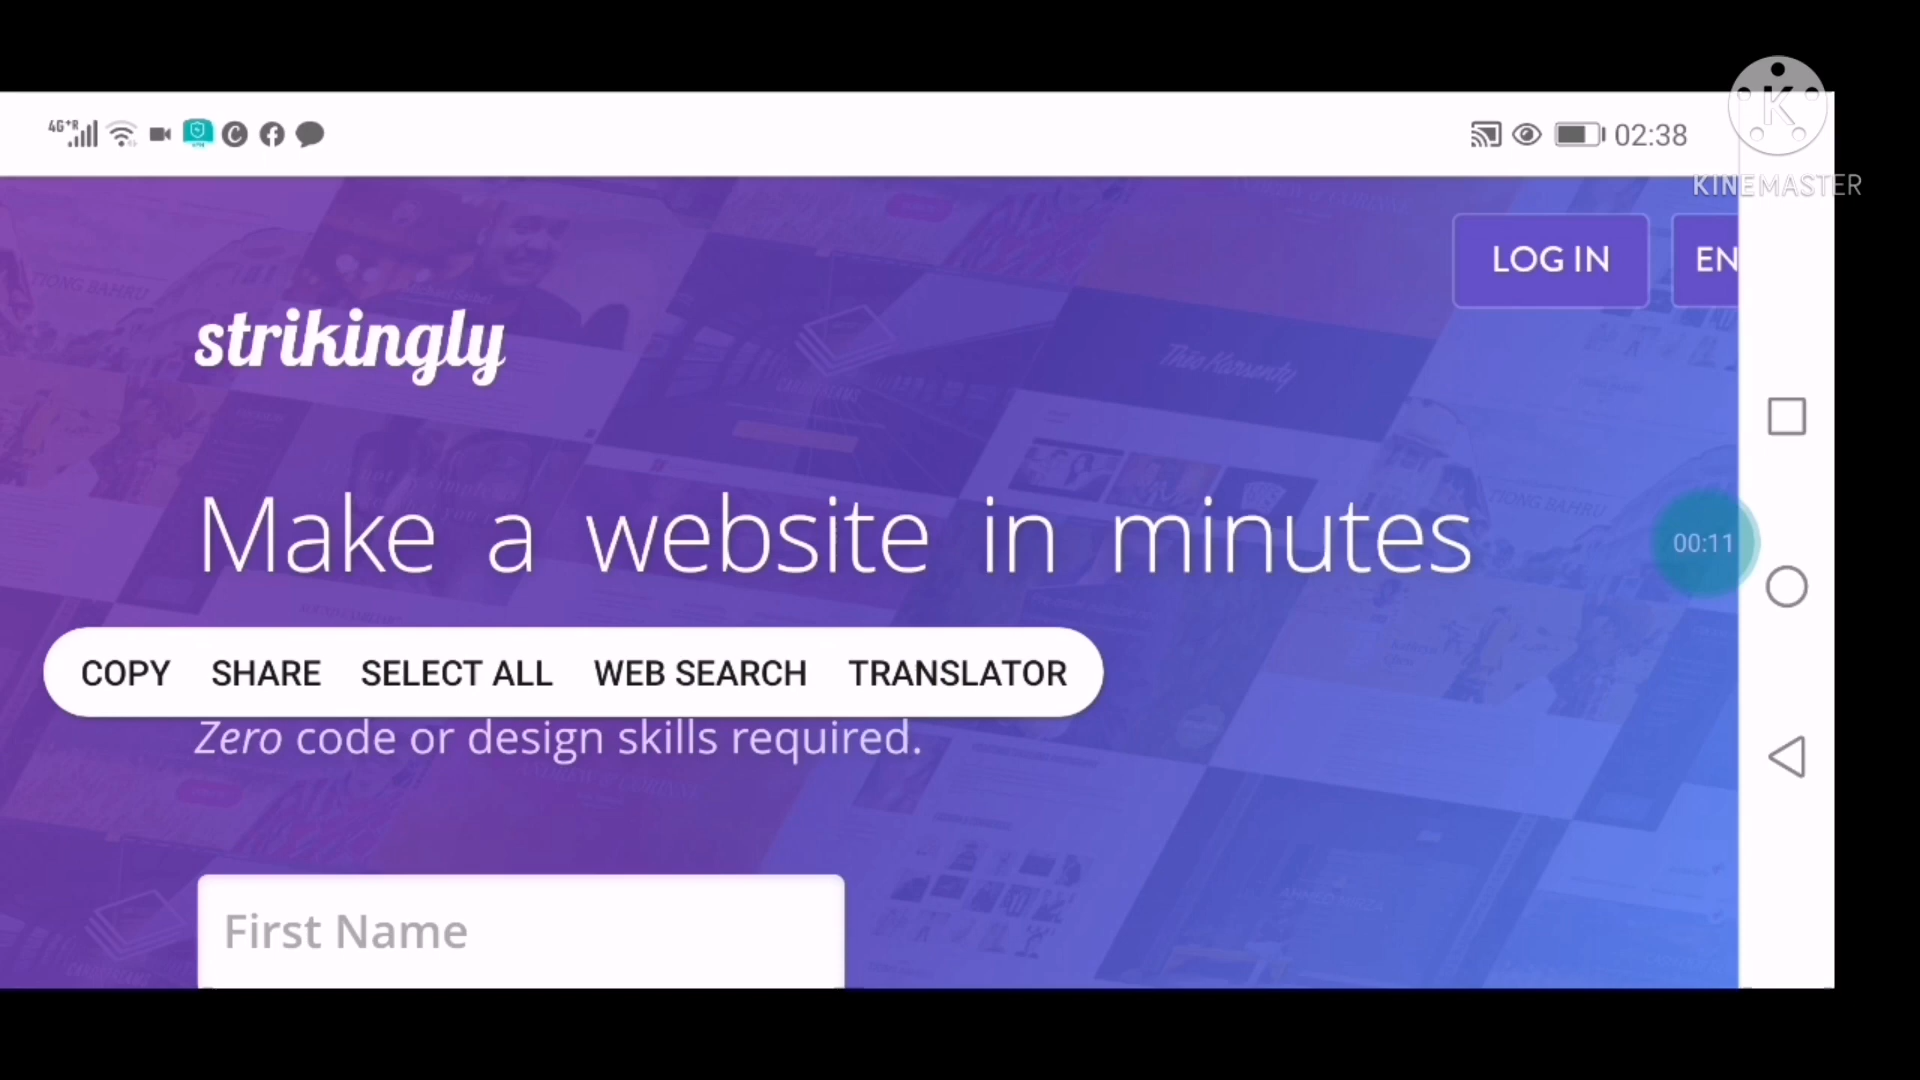 4G+R
02:38
KINEMASTER
LOG IN
EN
strikingly
Make a website in minutes
00:11
COPY SHARE SELECT ALL WEB SEARCH TRANSLATOR
Zero code or design skills required.
First Name